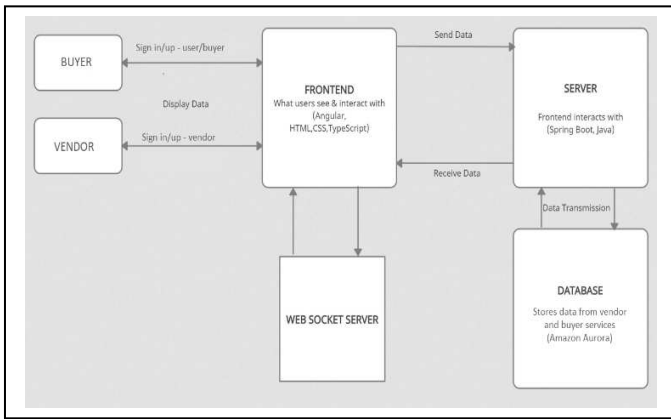 Sign in/up - user/buyer
BUYER
Display Data
Sign in/up - vendor
VENDOR
FRONTEND
What users see & interact with
(Angular,
HTML,CSS,TypeScript)
Send Data
Receive Data
SERVER
Frontend interacts with
(Spring Boot, Java)
Data Transmission
WEB SOCKET SERVER
DATABASE
Stores data from vendor
and buyer services
(Amazon Aurora)